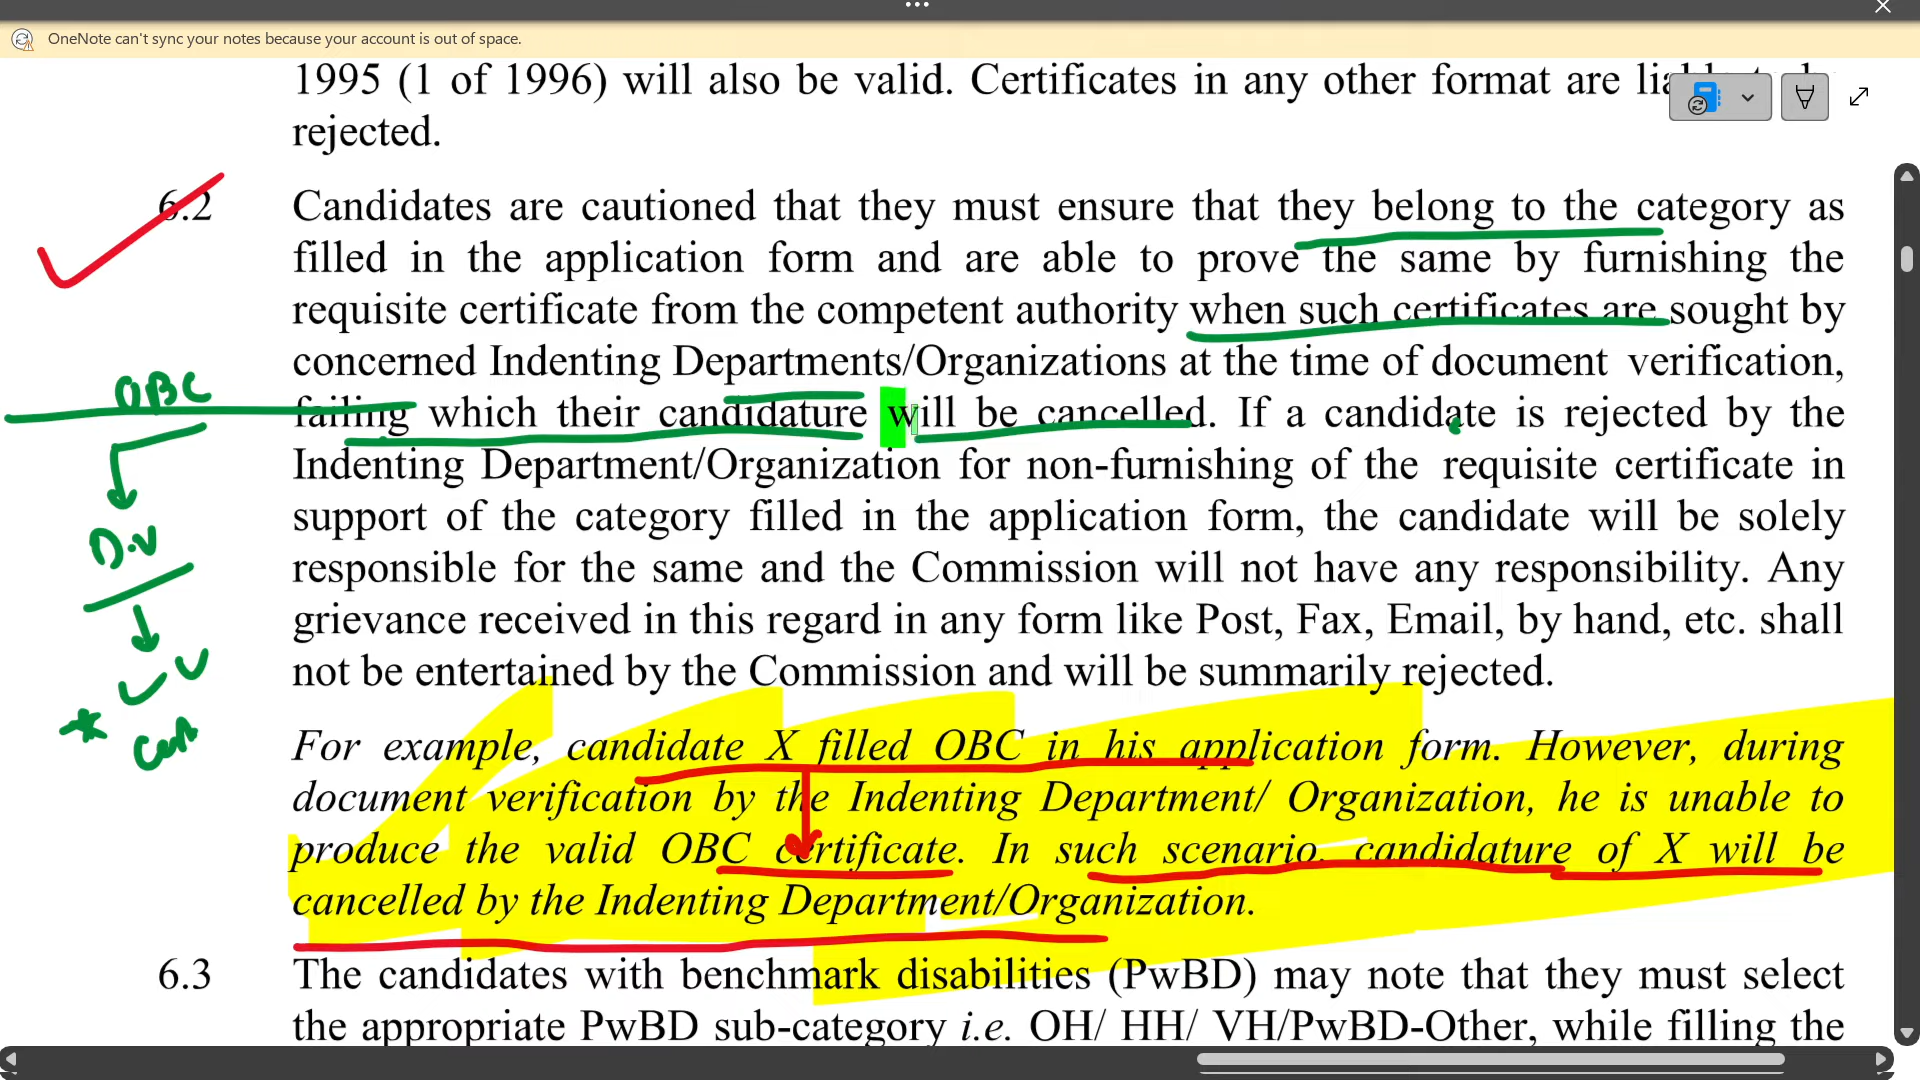 OneNote can't sync your notes because your account is out of space.
1995 (1 of 1996) will also be valid. Certificates in any other format are
rejected.
6.2 Candidates are cautioned that they must ensure that they belong to the category as
filled in the application form and are able to prove the same by furnishing the
requisite certificate from the competent authority when such certificates are sought by
concerned Indenting Departments/Organizations at the time of document verification,
OBC
failing which their candidature will be cancelled. If a candidate is rejected by the
Indenting Department/Organization for non-furnishing of the requisite certificate in
support of the category filled in the application form, the candidate will be solely
D.V
responsible for the same and the Commission will not have any responsibility. Any
grievance received in this regard in any form like Post, Fax, Email, by hand, etc. shall
not be entertained by the Commission and will be summarily rejected.
For example, candidate X filled OBC in his application form. However, during
document verification by the Indenting Department/ Organization, he is unable to
produce the valid OBC certificate. In such scenario, candidature of X will be
cancelled by the Indenting Department/Organization.
6.3 The candidates with benchmark disabilities (PwBD) may note that they must select
the appropriate PwBD sub-category i.e. OH/ HH/ VH/PwBD-Other, while filling the